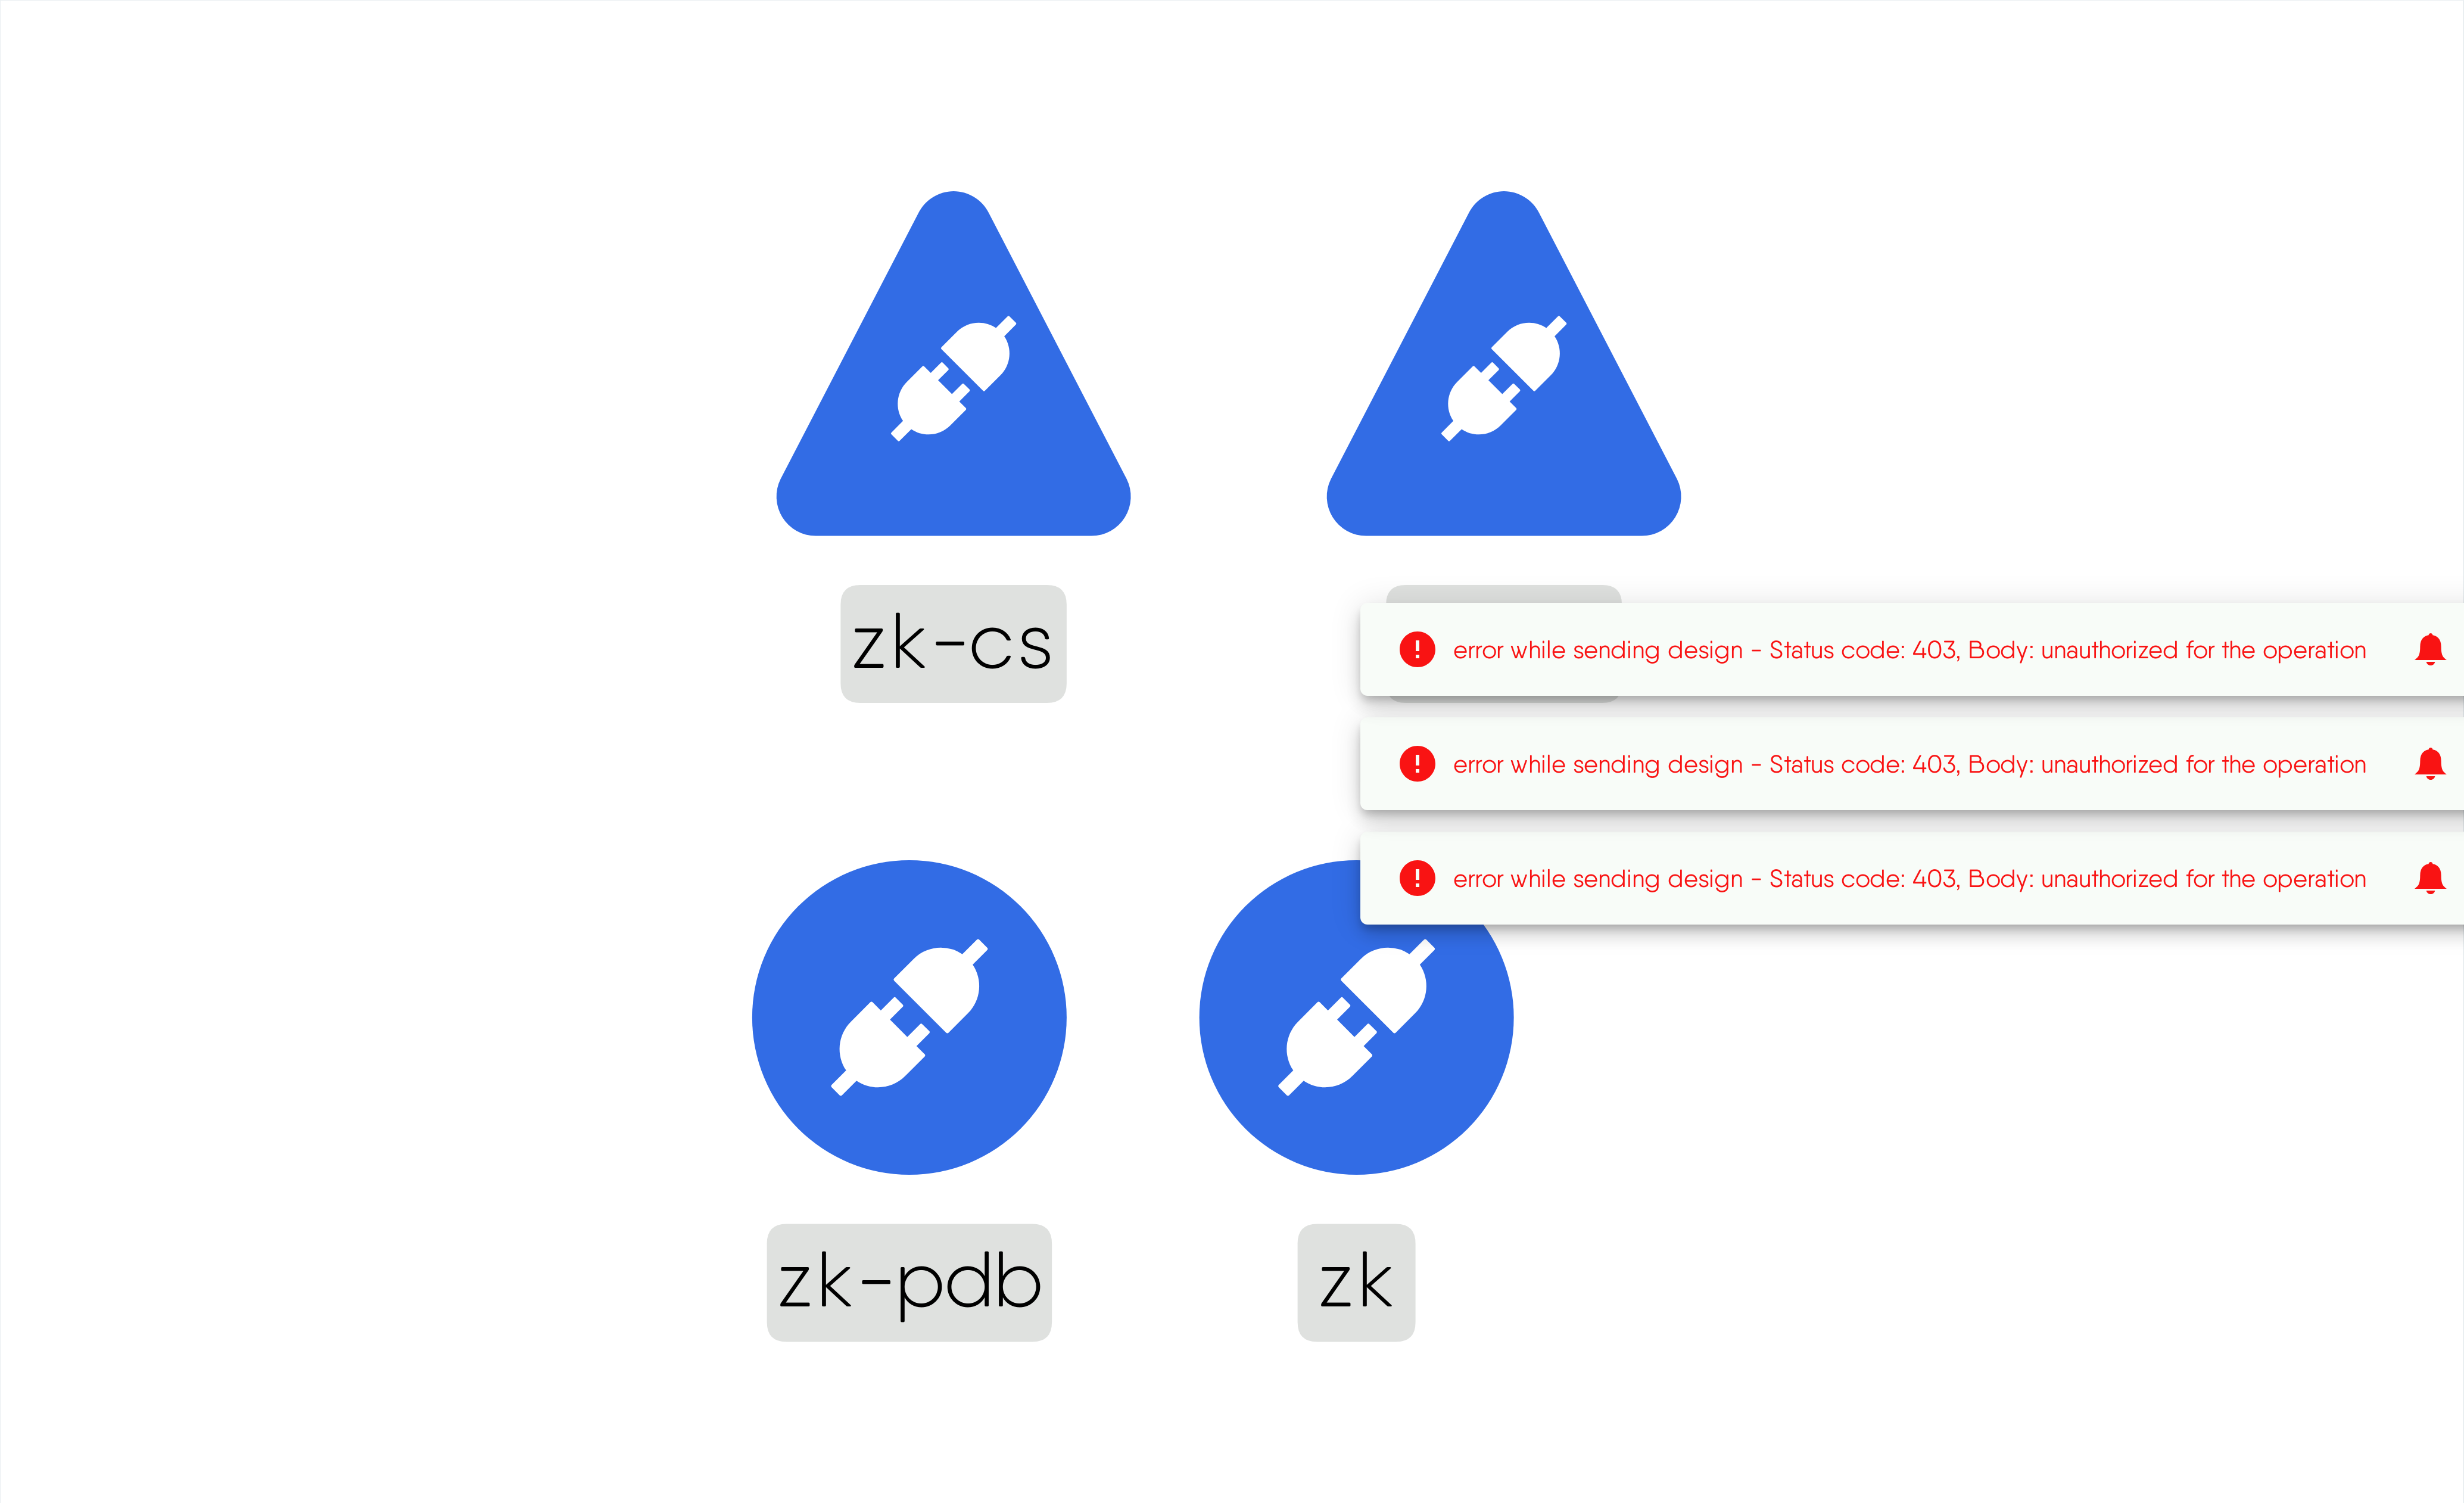 zk-cs
error while sending design - Status code: 403, Body: unauthorized for the operation
error while sending design - Status code: 403, Body: unauthorized for the operation
error while sending design - Status code: 403, Body: unauthorized for the operation
zk-pdb
zk